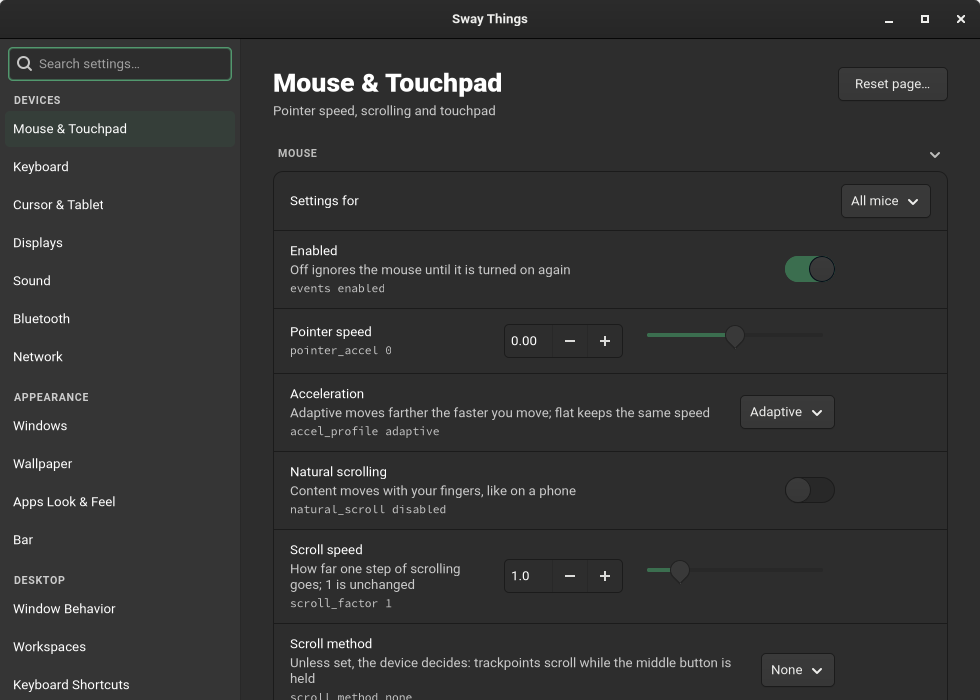 Sway Things
Search settings…
DEVICES
Mouse & Touchpad
Keyboard
Cursor & Tablet
Displays
Sound
Bluetooth
Network
APPEARANCE
Windows
Wallpaper
Apps Look & Feel
Bar
DESKTOP
Window Behavior
Workspaces
Keyboard Shortcuts
Mouse & Touchpad
Reset page…
Pointer speed, scrolling and touchpad
MOUSE
Settings for
All mice
Enabled
Off ignores the mouse until it is turned on again
events enabled
Pointer speed
pointer_accel 0
0.00
Acceleration
Adaptive moves farther the faster you move; flat keeps the same speed
accel_profile adaptive
Adaptive
Natural scrolling
Content moves with your fingers, like on a phone
natural_scroll disabled
Scroll speed
How far one step of scrolling
goes; 1 is unchanged
scroll_factor 1
1.0
Scroll method
Unless set, the device decides: trackpoints scroll while the middle button is
held
scroll_method none
None